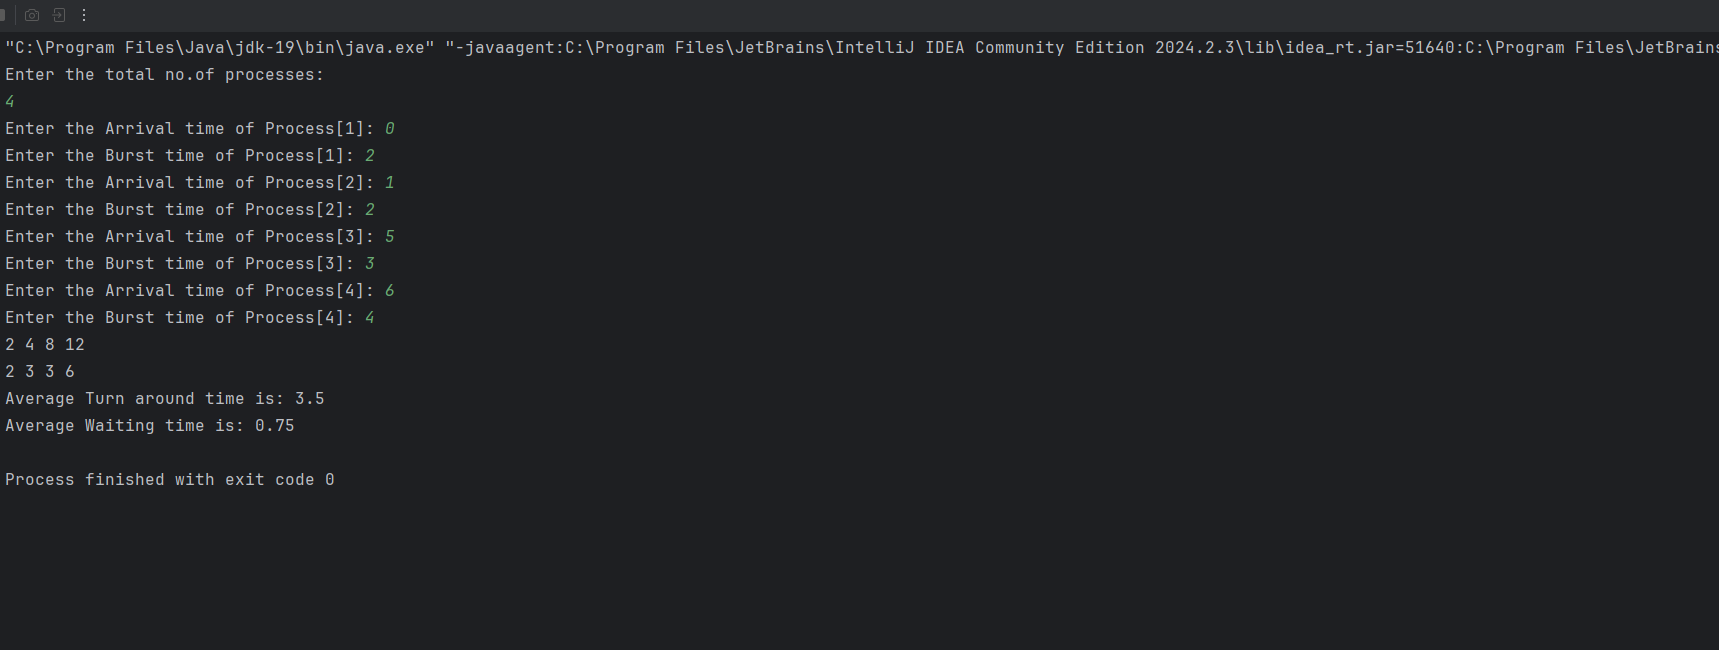 "C:\Program Files\Java\jdk-19\bin\java.exe" "-javaagent:C:\Program Files\JetBrains\IntelliJ IDEA Community Edition 2024.2.3\lib\idea_rt.jar=51640:C:\Program Files\JetBrains
Enter the total no.of processes:
4
Enter the Arrival time of Process[1]: 0
Enter the Burst time of Process[1]: 2
Enter the Arrival time of Process[2]: 1
Enter the Burst time of Process[2]: 2
Enter the Arrival time of Process[3]: 5
Enter the Burst time of Process[3]: 3
Enter the Arrival time of Process[4]: 6
Enter the Burst time of Process[4]: 4
2 4 8 12
2 3 3 6
Average Turn around time is: 3.5
Average Waiting time is: 0.75
Process finished with exit code 0